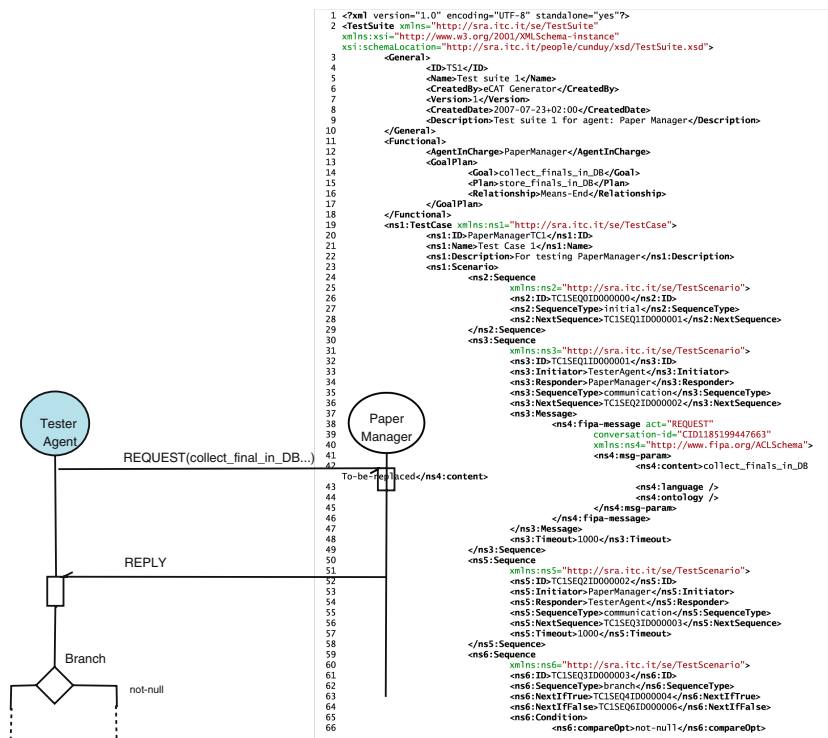 1 <?xml version="1.0" encoding="UTF-8" standalone="yes"?>
2 <TestSuite xmlns="http://sra.itc.it/se/TestSuite"
xmlns:xsi="http://www.w3.org/2001/XMLSchema-instance"
xsi:schemaLocation="http://sra.itc.it/people/cunduy/xsd/TestSuite.xsd">
3 <General>
4 <ID>TS1</ID>
5 <Name>Test suite 1</Name>
6 <CreatedBy>eCAT Generator</CreatedBy>
7 <Version>1</Version>
8 <CreatedDate>2007-07-23+02:00</CreatedDate>
9 <Description>Test suite 1 for agent: Paper Manager</Description>
10 </General>
11 <Functional>
12 <AgentInCharge>PaperManager</AgentInCharge>
13 <GoalPlan>
14 <Goal>collect_finals_in_DB</Goal>
15 <Plan>store_finals_in_DB</Plan>
16 <Relationship>Means-End</Relationship>
17 </GoalPlan>
18 </Functional>
19 <ns1:TestCase xmlns:ns1="http://sra.itc.it/se/TestCase">
20 <ns1:ID>PaperManagerTC1</ns1:ID>
21 <ns1:Name>Test Case 1</ns1:Name>
22 <ns1:Description>For testing PaperManager</ns1:Description>
23 <ns1:Scenario>
24 <ns2:Sequence
25 xmlns:ns2="http://sra.itc.it/se/TestScenario">
26 <ns2:ID>TC1SEQ0ID000000</ns2:ID>
27 <ns2:SequenceType>initial</ns2:SequenceType>
28 <ns2:NextSequence>TC1SEQ1ID000001</ns2:NextSequence>
29 </ns2:Sequence>
30 <ns3:Sequence
31 xmlns:ns3="http://sra.itc.it/se/TestScenario">
32 <ns3:ID>TC1SEQ1ID000001</ns3:ID>
33 <ns3:Initiator>TesterAgent</ns3:Initiator>
34 <ns3:Responder>PaperManager</ns3:Responder>
35 <ns3:SequenceType>communication</ns3:SequenceType>
36 <ns3:NextSequence>TC1SEQ2ID000002</ns3:NextSequence>
37 <ns3:Message>
38 <ns4:fipa-message act="REQUEST"
39 conversation-id="CID1185199447663"
40 xmlns:ns4="http://www.fipa.org/ACLSchema">
41 <ns4:msg-param>
42 <ns4:content>collect_finals_in_DB
To-be-replaced</ns4:content>
43 <ns4:language />
44 <ns4:ontology />
45 </ns4:msg-param>
46 </ns4:fipa-message>
47 </ns3:Message>
48 <ns3:Timeout>1000</ns3:Timeout>
49 </ns3:Sequence>
50 <ns5:Sequence
51 xmlns:ns5="http://sra.itc.it/se/TestScenario">
52 <ns5:ID>TC1SEQ2ID000002</ns5:ID>
53 <ns5:Initiator>PaperManager</ns5:Initiator>
54 <ns5:Responder>TesterAgent</ns5:Responder>
55 <ns5:SequenceType>communication</ns5:SequenceType>
56 <ns5:NextSequence>TC1SEQ3ID000003</ns5:NextSequence>
57 <ns5:Timeout>1000</ns5:Timeout>
58 </ns5:Sequence>
59 <ns6:Sequence
60 xmlns:ns6="http://sra.itc.it/se/TestScenario">
61 <ns6:ID>TC1SEQ3ID000003</ns6:ID>
62 <ns6:SequenceType>branch</ns6:SequenceType>
63 <ns6:NextIfTrue>TC1SEQ4ID000004</ns6:NextIfTrue>
64 <ns6:NextIfFalse>TC1SEQ6ID000006</ns6:NextIfFalse>
65 <ns6:Condition>
66 <ns6:compareOpt>not-null</ns6:compareOpt>
Tester
Agent
Paper
Manager
REQUEST(collect_final_in_DB...)
REPLY
Branch
not-null